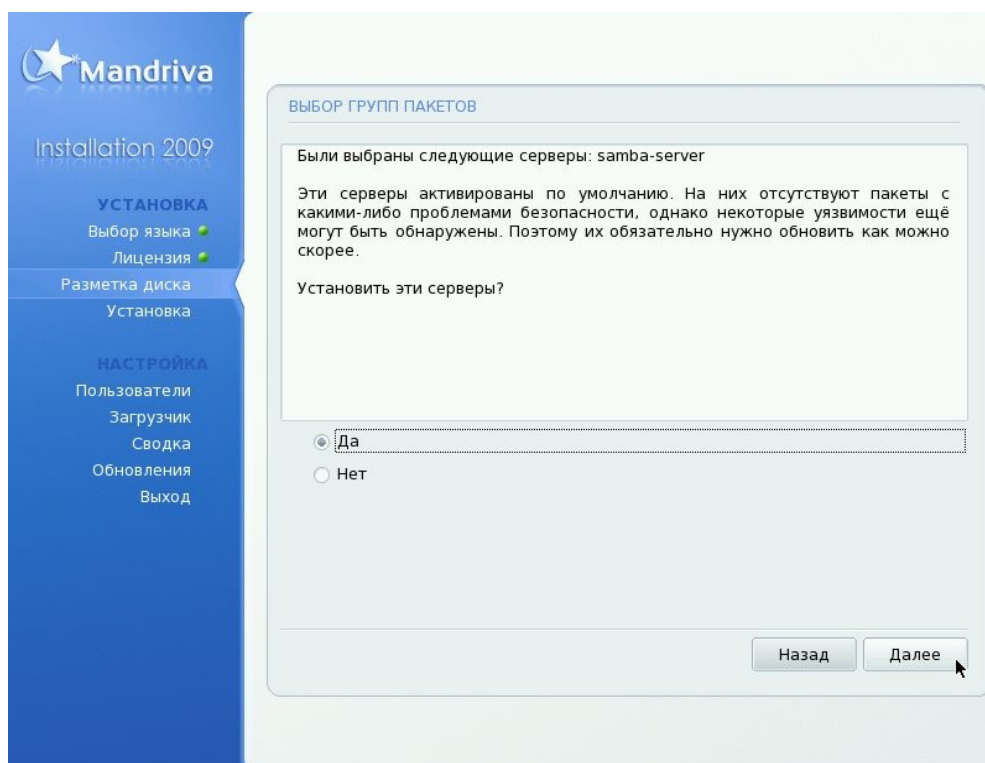 Mandriva
Installation 2009
УСТАНОВКА
Выбор языка
Лицензия
Разметка диска
Установка
НАСТРОЙКА
Пользователи
Загрузчик
Сводка
Обновления
Выход
ВЫБОР ГРУПП ПАКЕТОВ
Были выбраны следующие серверы: samba-server
Эти серверы активированы по умолчанию. На них отсутствуют пакеты с
какими-либо проблемами безопасности, однако некоторые уязвимости ещё
могут быть обнаружены. Поэтому их обязательно нужно обновить как можно
скорее.
Установить эти серверы?
Да
Нет
Назад
Далее